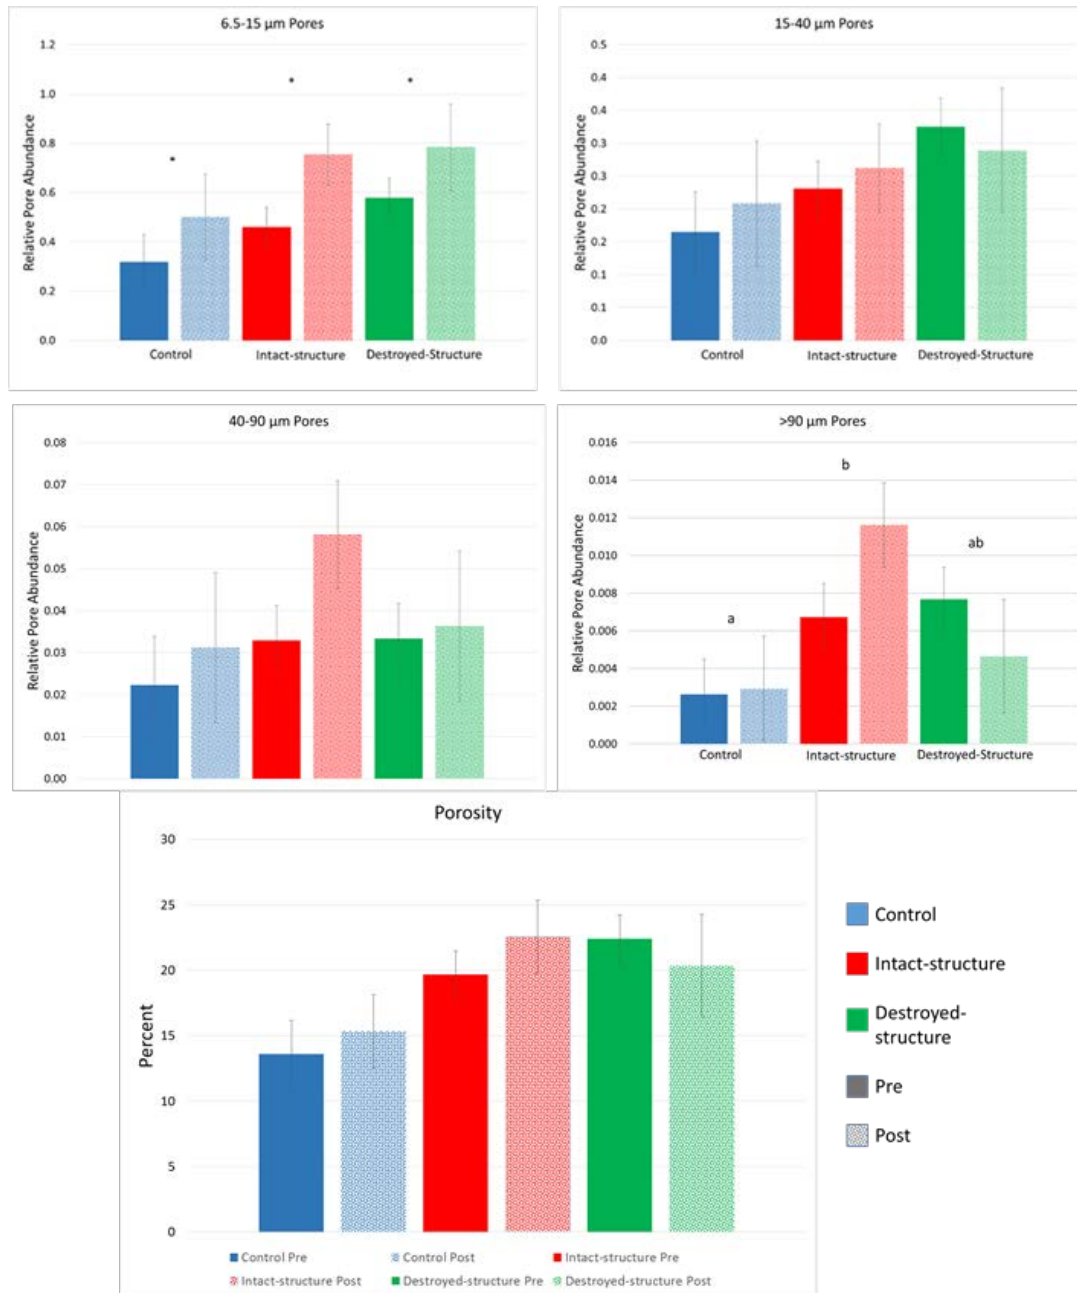 6.5-15 µm Pores
Relative Pore Abundance
1.2
1.0
0.8
0.6
0.4
0.2
0.0
*
*
*
Control Intact-structure Destroyed-Structure
15-40 µm Pores
Relative Pore Abundance
0.5
0.4
0.4
0.3
0.3
0.2
0.2
0.1
0.1
0.0
Control Intact-structure Destroyed-Structure
40-90 µm Pores
Relative Pore Abundance
0.08
0.07
0.06
0.05
0.04
0.03
0.02
0.01
0.00
>90 µm Pores
Relative Pore Abundance
0.016
0.014
0.012
0.010
0.008
0.006
0.004
0.002
0.000
a
b
ab
Control Intact-structure Destroyed-Structure
Porosity
Percent
30
25
20
15
10
5
0
Control Pre Control Post Intact-structure Pre
Intact-structure Post Destroyed-structure Pre Destroyed-structure Post
Control
Intact-structure
Destroyed-
structure
Pre
Post